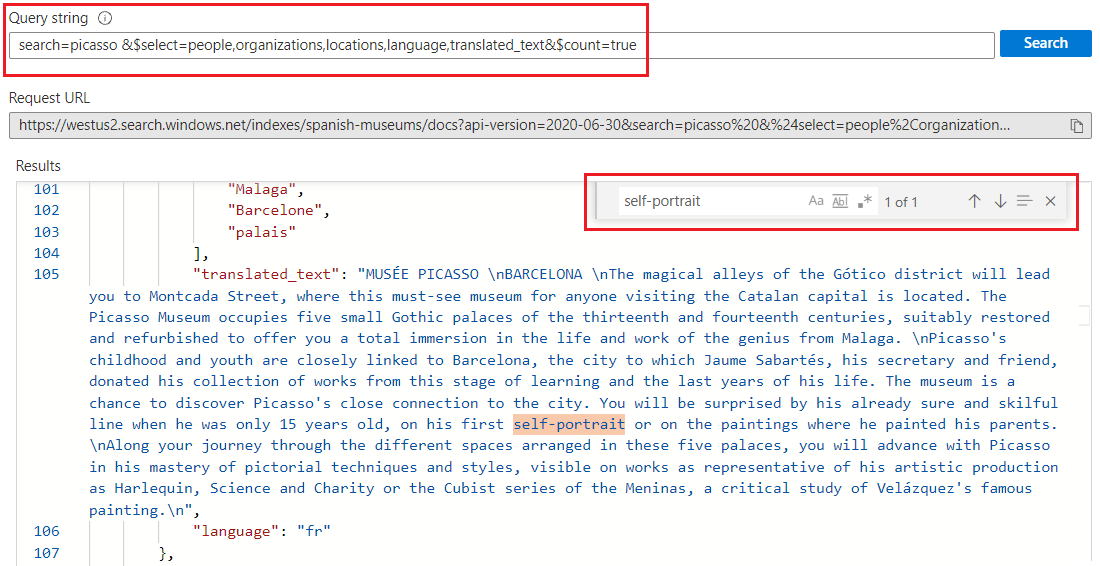 Query string
search=picasso &$select=people,organizations,locations,language,translated_text&$count=true
Search
Request URL
https://westus2.search.windows.net/indexes/spanish-museums/docs?api-version=2020-06-30&search=picasso%20&%24select=people%2Corganization...
Results
self-portrait
Aa Ab| .* 1 of 1
101 "Malaga",
102 "Barcelone",
103 "palais"
104 ],
105 "translated_text": "MUSÉE PICASSO \nBARCELONA \nThe magical alleys of the Gótico district will lead
you to Montcada Street, where this must-see museum for anyone visiting the Catalan capital is located. The
Picasso Museum occupies five small Gothic palaces of the thirteenth and fourteenth centuries, suitably restored
and refurbished to offer you a total immersion in the life and work of the genius from Malaga. \nPicasso's
childhood and youth are closely linked to Barcelona, the city to which Jaume Sabartés, his secretary and friend,
donated his collection of works from this stage of learning and the last years of his life. The museum is a
chance to discover Picasso's close connection to the city. You will be surprised by his already sure and skilful
line when he was only 15 years old, on his first self-portrait or on the paintings where he painted his parents.
\nAlong your journey through the different spaces arranged in these five palaces, you will advance with Picasso
in his mastery of pictorial techniques and styles, visible on works as representative of his artistic production
as Harlequin, Science and Charity or the Cubist series of the Meninas, a critical study of Velázquez's famous
painting.\n",
106 "language": "fr"
107 },